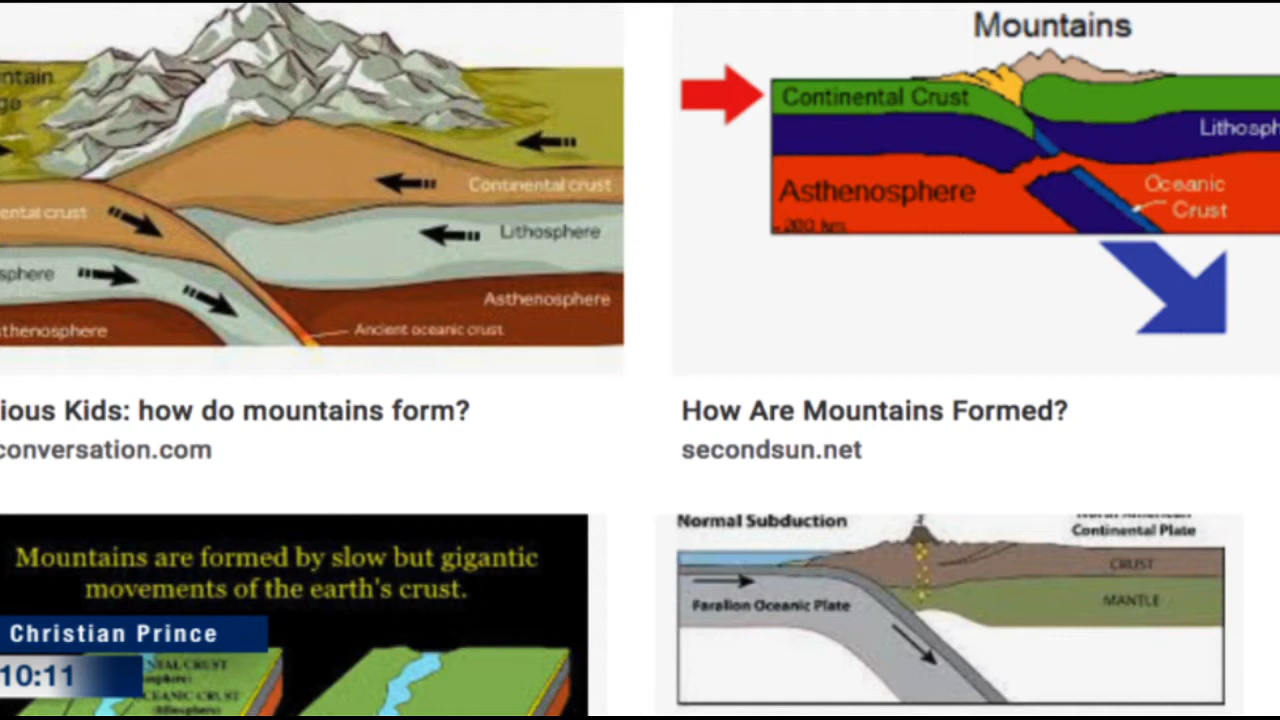 ntain
Continental crust
ental crust
Lithosphere
sphere
Asthenosphere
sthenosphere
Ancient oceanic crust
Mountains
Continental Crust
Lithosph
Asthenosphere
Oceanic
Crust
ious Kids: how do mountains form?
conversation.com
How Are Mountains Formed?
secondsun.net
Mountains are formed by slow but gigantic
movements of the earth's crust.
Christian Prince
10:11
Normal Subduction
Continental Plate
CRUST
MANTLE
Farallon Oceanic Plate